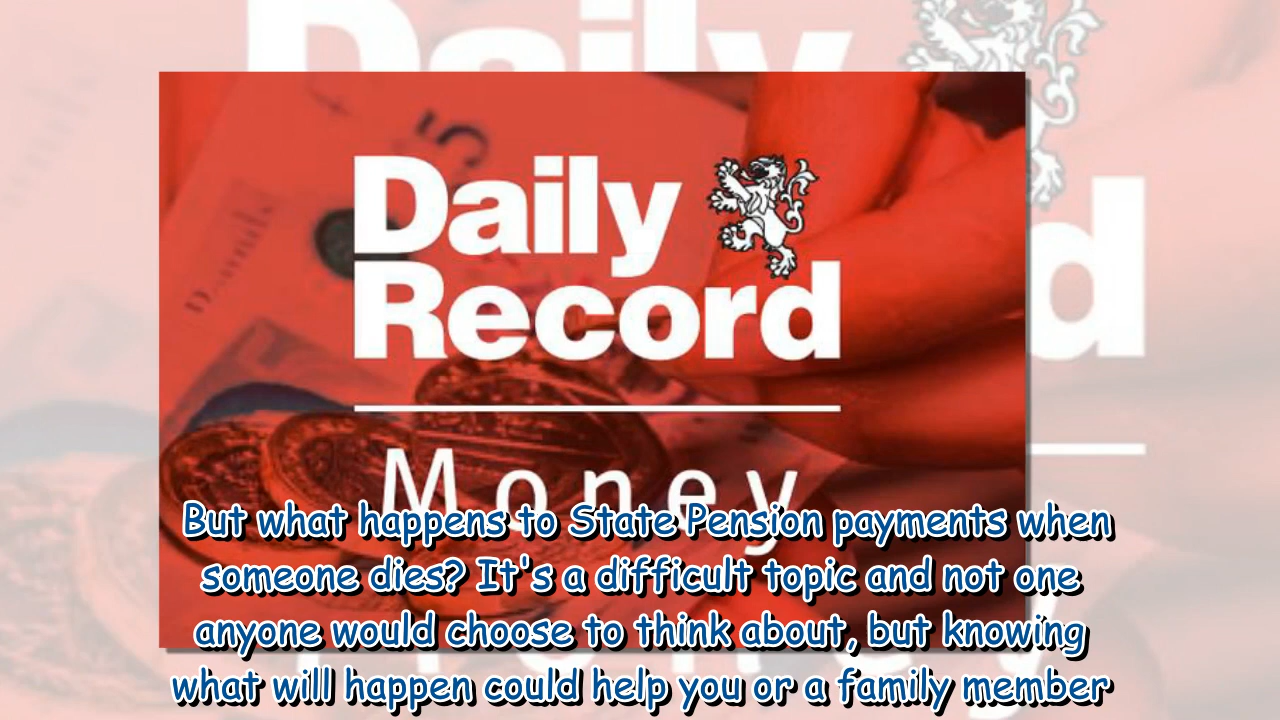 Daily
Daily
Record
d
Money
But what happens to State Pension payments when
someone dies? It's a difficult topic and not one
anyone would choose to think about, but knowing
what will happen could help you or a family member